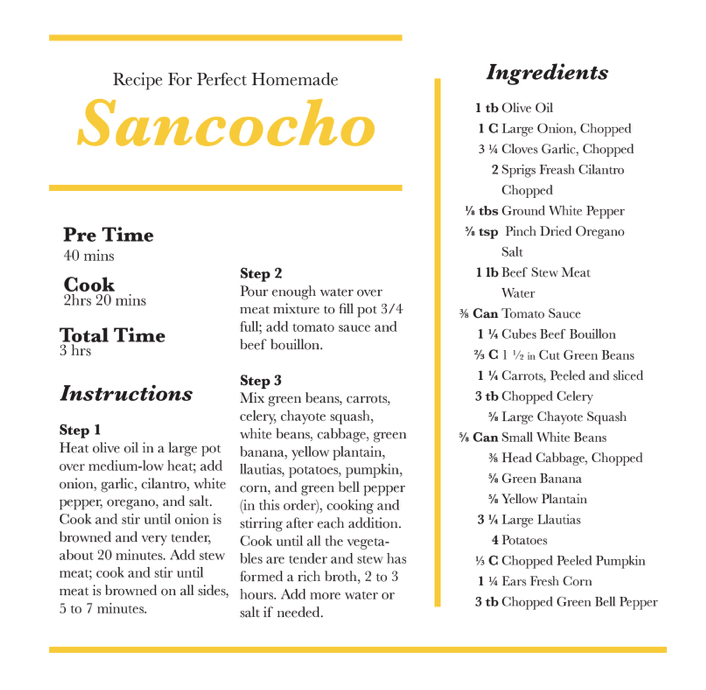 Recipe For Perfect Homemade
Sancocho
Pre Time
40 mins
Cook
2hrs 20 mins
Total Time
3 hrs
Instructions
Step 1
Heat olive oil in a large pot
over medium-low heat; add
onion, garlic, cilantro, white
pepper, oregano, and salt.
Cook and stir until onion is
browned and very tender,
about 20 minutes. Add stew
meat; cook and stir until
meat is browned on all sides,
5 to 7 minutes.
Step 2
Pour enough water over
meat mixture to fill pot 3/4
full; add tomato sauce and
beef bouillon.
Step 3
Mix green beans, carrots,
celery, chayote squash,
white beans, cabbage, green
banana, yellow plantain,
llautias, potatoes, pumpkin,
corn, and green bell pepper
(in this order), cooking and
stirring after each addition.
Cook until all the vegeta-
bles are tender and stew has
formed a rich broth, 2 to 3
hours. Add more water or
salt if needed.
Ingredients
1 tb Olive Oil
1 C Large Onion, Chopped
3 ¼ Cloves Garlic, Chopped
2 Sprigs Freash Cilantro
Chopped
⅛ tbs Ground White Pepper
⅝ tsp Pinch Dried Oregano
Salt
1 lb Beef Stew Meat
Water
⅜ Can Tomato Sauce
1 ¼ Cubes Beef Bouillon
⅔ C 1 ½ in Cut Green Beans
1 ¼ Carrots, Peeled and sliced
3 tb Chopped Celery
⅝ Large Chayote Squash
⅝ Can Small White Beans
⅜ Head Cabbage, Chopped
⅝ Green Banana
⅝ Yellow Plantain
3 ¼ Large Llautias
4 Potatoes
⅓ C Chopped Peeled Pumpkin
1 ¼ Ears Fresh Corn
3 tb Chopped Green Bell Pepper